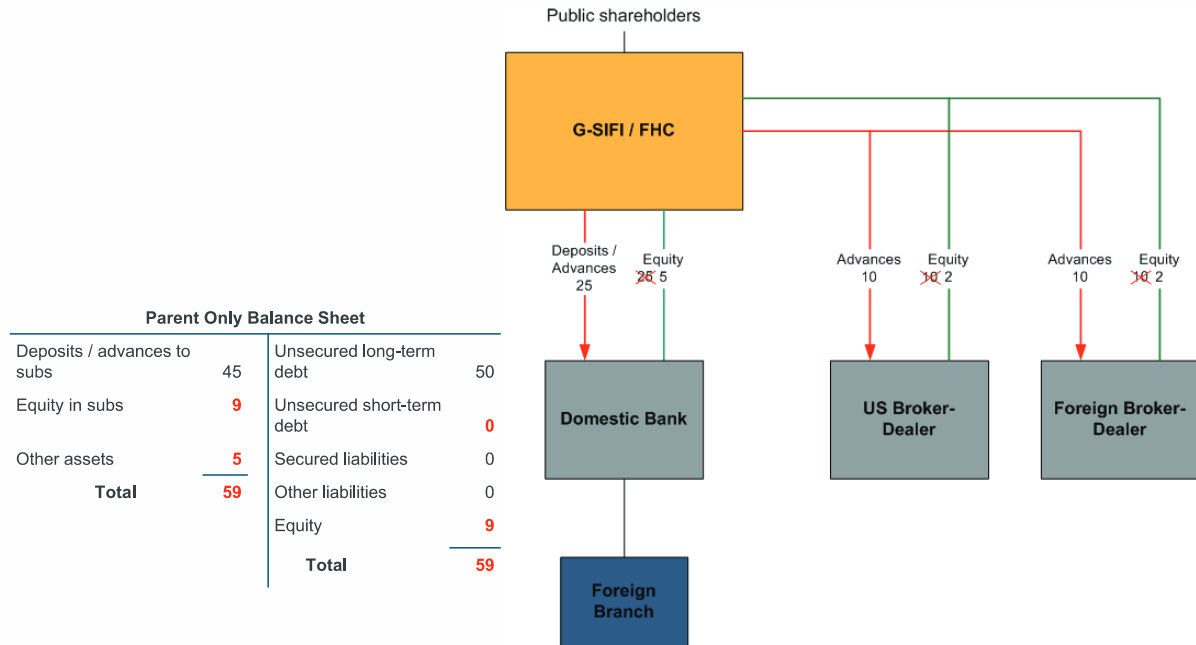 Public shareholders
G-SIFI / FHC
Deposits /
Advances
25
Equity
25 5
Advances
10
Equity
10 2
Advances
10
Equity
10 2
Parent Only Balance Sheet
Deposits / advances to
subs 45
Unsecured long-term
debt 50
Equity in subs 9
Unsecured short-term
debt 0
Other assets 5
Secured liabilities 0
Total 59
Other liabilities 0
Equity 9
Total 59
Domestic Bank
US Broker-
Dealer
Foreign Broker-
Dealer
Foreign
Branch